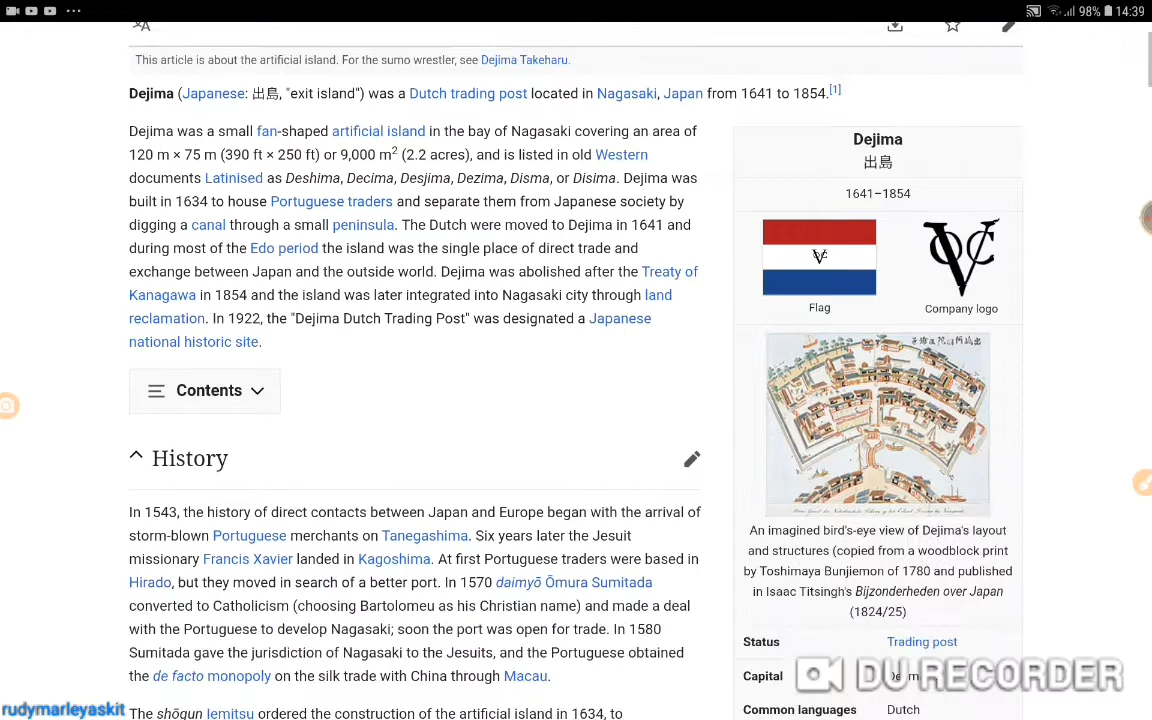 98% 14:39
This article is about the artificial island. For the sumo wrestler, see Dejima Takeharu.
Dejima (Japanese: 出島, "exit island") was a Dutch trading post located in Nagasaki, Japan from 1641 to 1854.[1]
Dejima was a small fan-shaped artificial island in the bay of Nagasaki covering an area of
120 m × 75 m (390 ft × 250 ft) or 9,000 m2 (2.2 acres), and is listed in old Western
documents Latinised as Deshima, Decima, Desjima, Dezima, Disma, or Disima. Dejima was
built in 1634 to house Portuguese traders and separate them from Japanese society by
digging a canal through a small peninsula. The Dutch were moved to Dejima in 1641 and
during most of the Edo period the island was the single place of direct trade and
exchange between Japan and the outside world. Dejima was abolished after the Treaty of
Kanagawa in 1854 and the island was later integrated into Nagasaki city through land
reclamation. In 1922, the "Dejima Dutch Trading Post" was designated a Japanese
national historic site.
Contents
History
In 1543, the history of direct contacts between Japan and Europe began with the arrival of
storm-blown Portuguese merchants on Tanegashima. Six years later the Jesuit
missionary Francis Xavier landed in Kagoshima. At first Portuguese traders were based in
Hirado, but they moved in search of a better port. In 1570 daimyō Ōmura Sumitada
converted to Catholicism (choosing Bartolomeu as his Christian name) and made a deal
with the Portuguese to develop Nagasaki; soon the port was open for trade. In 1580
Sumitada gave the jurisdiction of Nagasaki to the Jesuits, and the Portuguese obtained
the de facto monopoly on the silk trade with China through Macau.
The shōgun Iemitsu ordered the construction of the artificial island in 1634, to
Dejima
出島
1641–1854
VOC
VOC
Flag
Company logo
An imagined bird's-eye view of Dejima's layout
and structures (copied from a woodblock print
by Toshimaya Bunjiemon of 1780 and published
in Isaac Titsingh's Bijzonderheden over Japan
(1824/25)
Status Trading post
Capital
Common languages Dutch
DU RECORDER
rudymarleyaskit